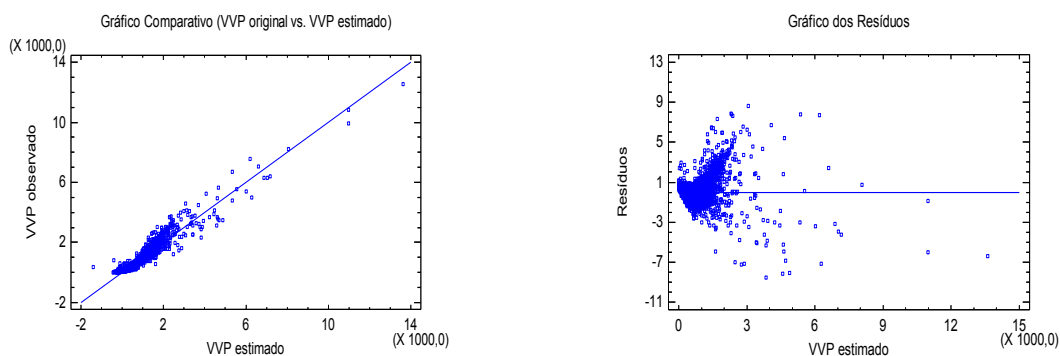 Gráfico Comparativo (VVP original vs. VVP estimado)
(X 1000,0)
14
10
6
2
-2
VVP observado
-2 2 6 10 14
(X 1000,0)
VVP estimado
Gráfico dos Resíduos
13
9
5
1
-3
-7
-11
Resíduos
0 3 6 9 12 15
(X 1000,0)
VVP estimado